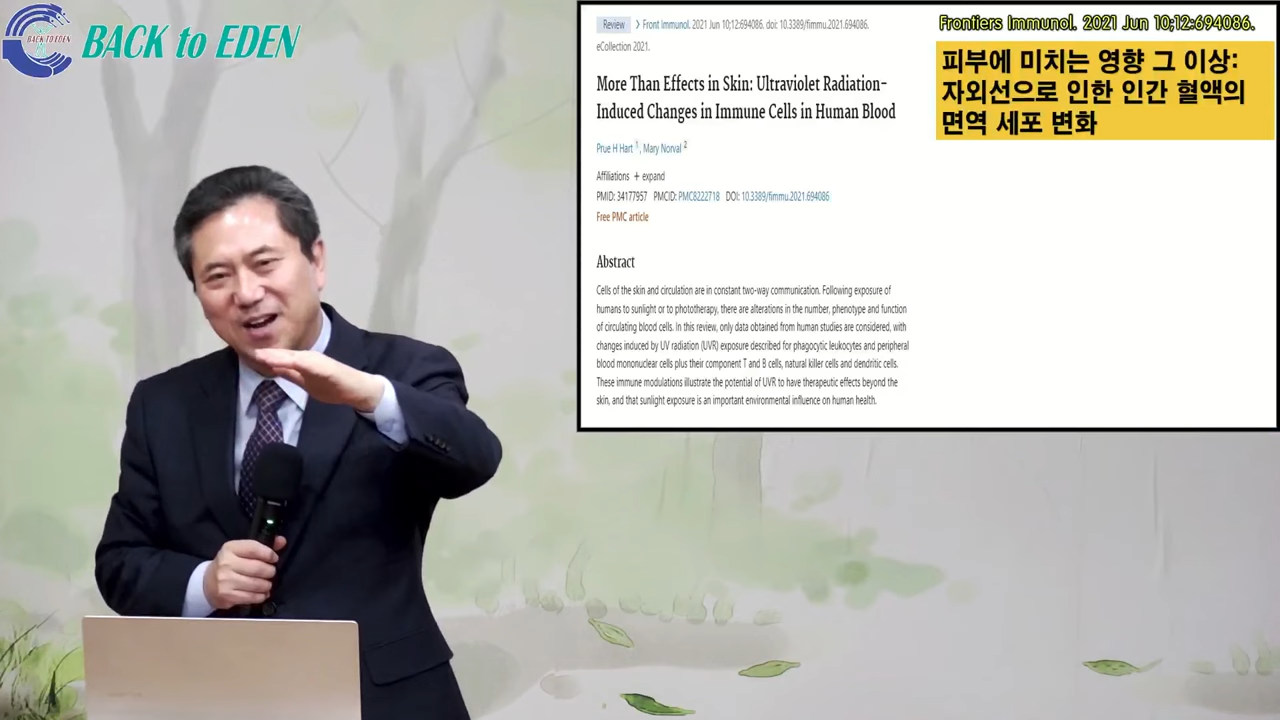 BACK TO EDEN
BACK to EDEN
Review > Front Immunol. 2021 Jun 10;12:694086. doi: 10.3389/fimmu.2021.694086.
eCollection 2021.
More Than Effects in Skin: Ultraviolet Radiation-
Induced Changes in Immune Cells in Human Blood
Prue H Hart 1, Mary Norval 2
Affiliations + expand
PMID: 34177957 PMCID: PMC8222718 DOI: 10.3389/fimmu.2021.694086
Free PMC article
Abstract
Cells of the skin and circulation are in constant two-way communication. Following exposure of
humans to sunlight or to phototherapy, there are alterations in the number, phenotype and function
of circulating blood cells. In this review, only data obtained from human studies are considered, with
changes induced by UV radiation (UVR) exposure described for phagocytic leukocytes and peripheral
blood mononuclear cells plus their component T and B cells, natural killer cells and dendritic cells.
These immune modulations illustrate the potential of UVR to have therapeutic effects beyond the
skin, and that sunlight exposure is an important environmental influence on human health.
Frontiers Immunol. 2021 Jun 10;12:694086.
피부에 미치는 영향 그 이상:
자외선으로 인한 인간 혈액의
면역 세포 변화